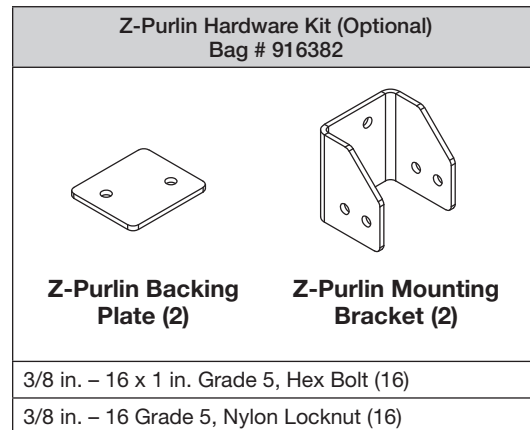 Z-Purlin Hardware Kit (Optional)
Bag # 916382
Z-Purlin Backing
Plate (2)
Z-Purlin Mounting
Bracket (2)
3/8 in. – 16 x 1 in. Grade 5, Hex Bolt (16)
3/8 in. – 16 Grade 5, Nylon Locknut (16)